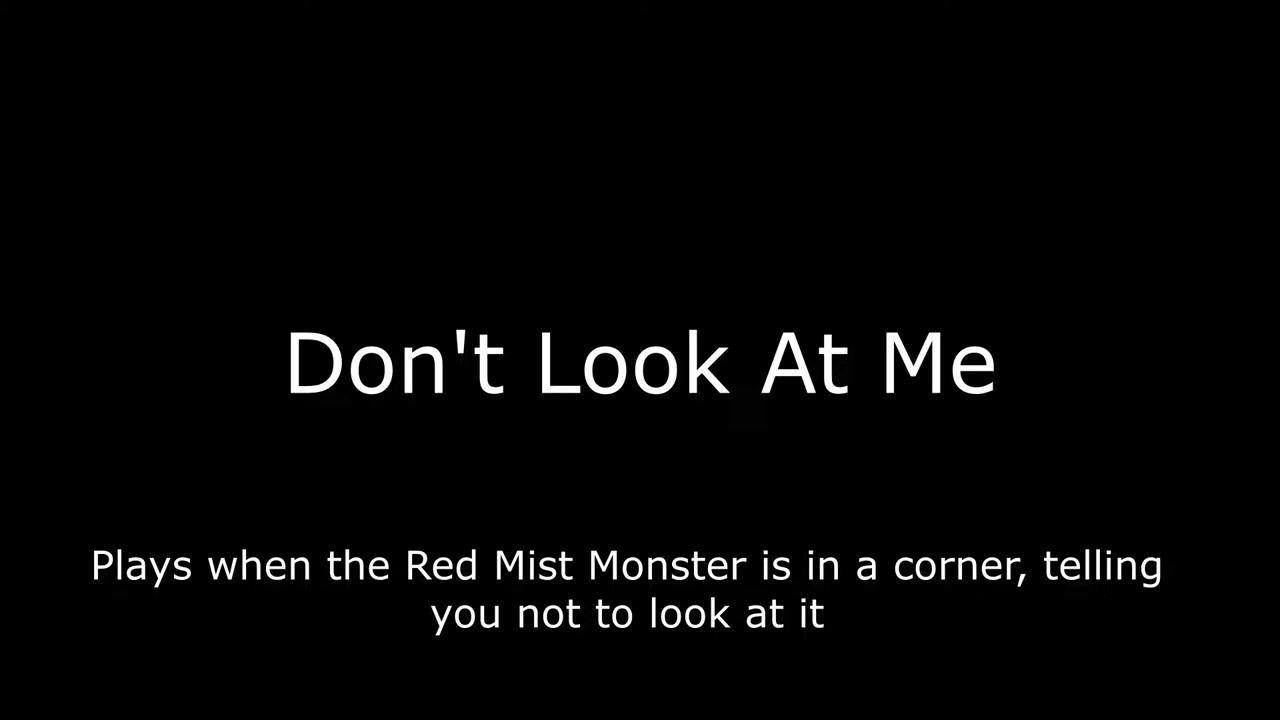 Don't Look At Me
Plays when the Red Mist Monster is in a corner, telling
you not to look at it